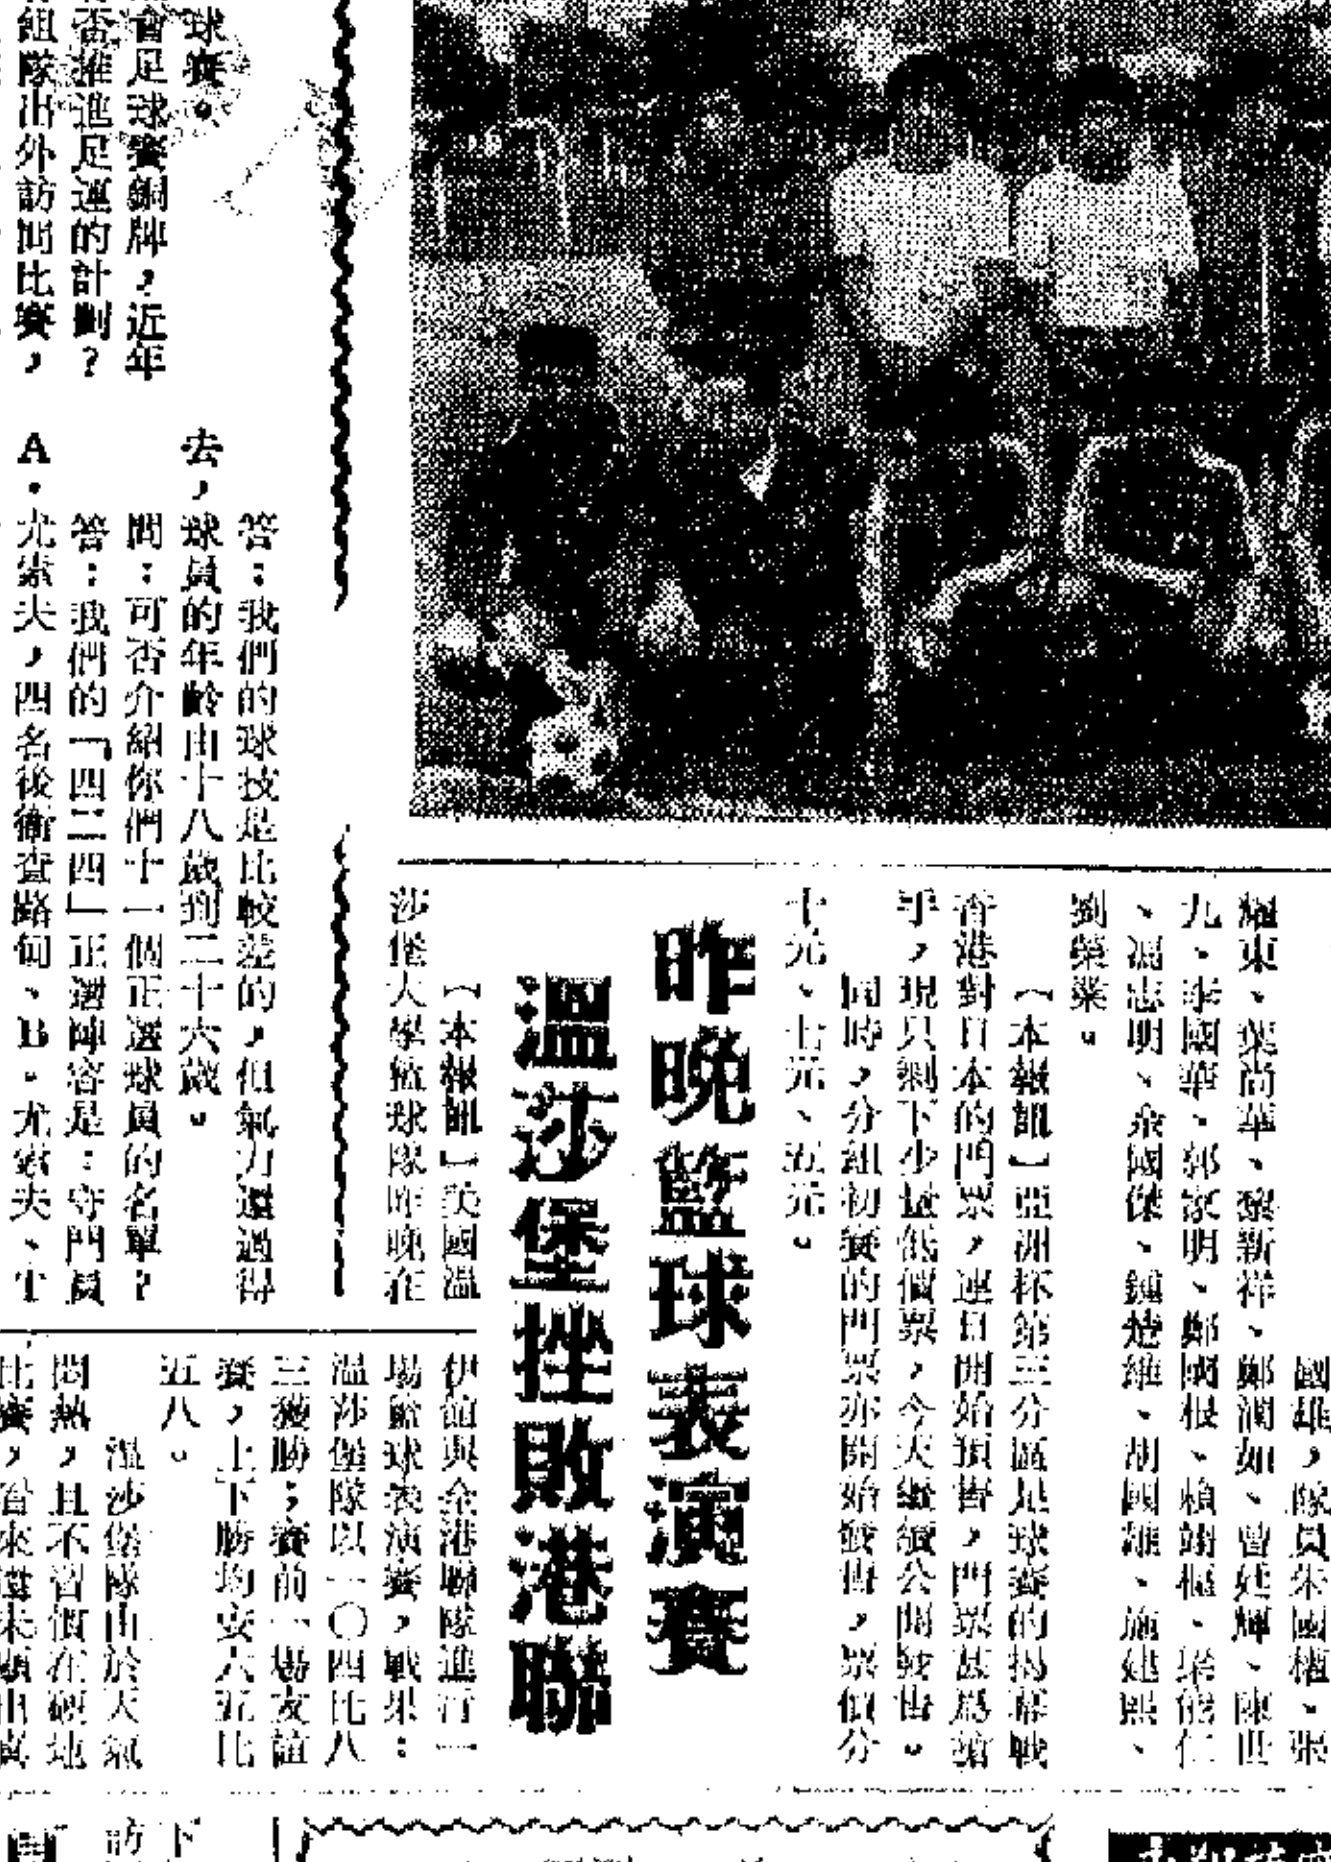 國雄，隊員朱國權、張
耀東、葉尚華、黎新祥、鄭潤如、曾廷輝、陳世
九、李國華、郭家明、鄭國根、賴翊樞、梁能仁
、馮志明、余國傑、鍾楚維、胡國雄、施建熙、
劉榮業。
〔本報訊〕亞洲杯第三分區足球賽的揭幕戰
香港對日本的門票，連日開始預售，門票甚爲搶
手，現只剩下少量低價票，今天繼續公開發售。
同時，分組初賽的門票亦開始發售，票價分
十元、七元、五元。
昨晚籃球表演賽
溫莎堡挫敗港聯
〔本報訊〕美國溫
莎堡大學籃球隊昨晚在
伊館與全港聯隊進行一
場籃球表演賽，戰果：
溫莎堡隊以一〇四比八
三獲勝；賽前一場友誼
賽，上下勝均安六五比
五八。
溫沙堡隊由於天氣
悶熱，且不習慣在硬地
比賽，看來還未顯出真
球賽。
會足球賽銅牌，近年
否推進足運的計劃？
組隊出外訪問比賽，
答：我們的球技是比較差的，但氣力還過得
去，球員的年齡由十八歲到二十六歲。
問：可否介紹你們十一個正選球員的名單？
答：我們的「四二四」正選陣容是：守門員
A．尤索夫，四名後衛查路甸、B．尤索夫、
下
訪